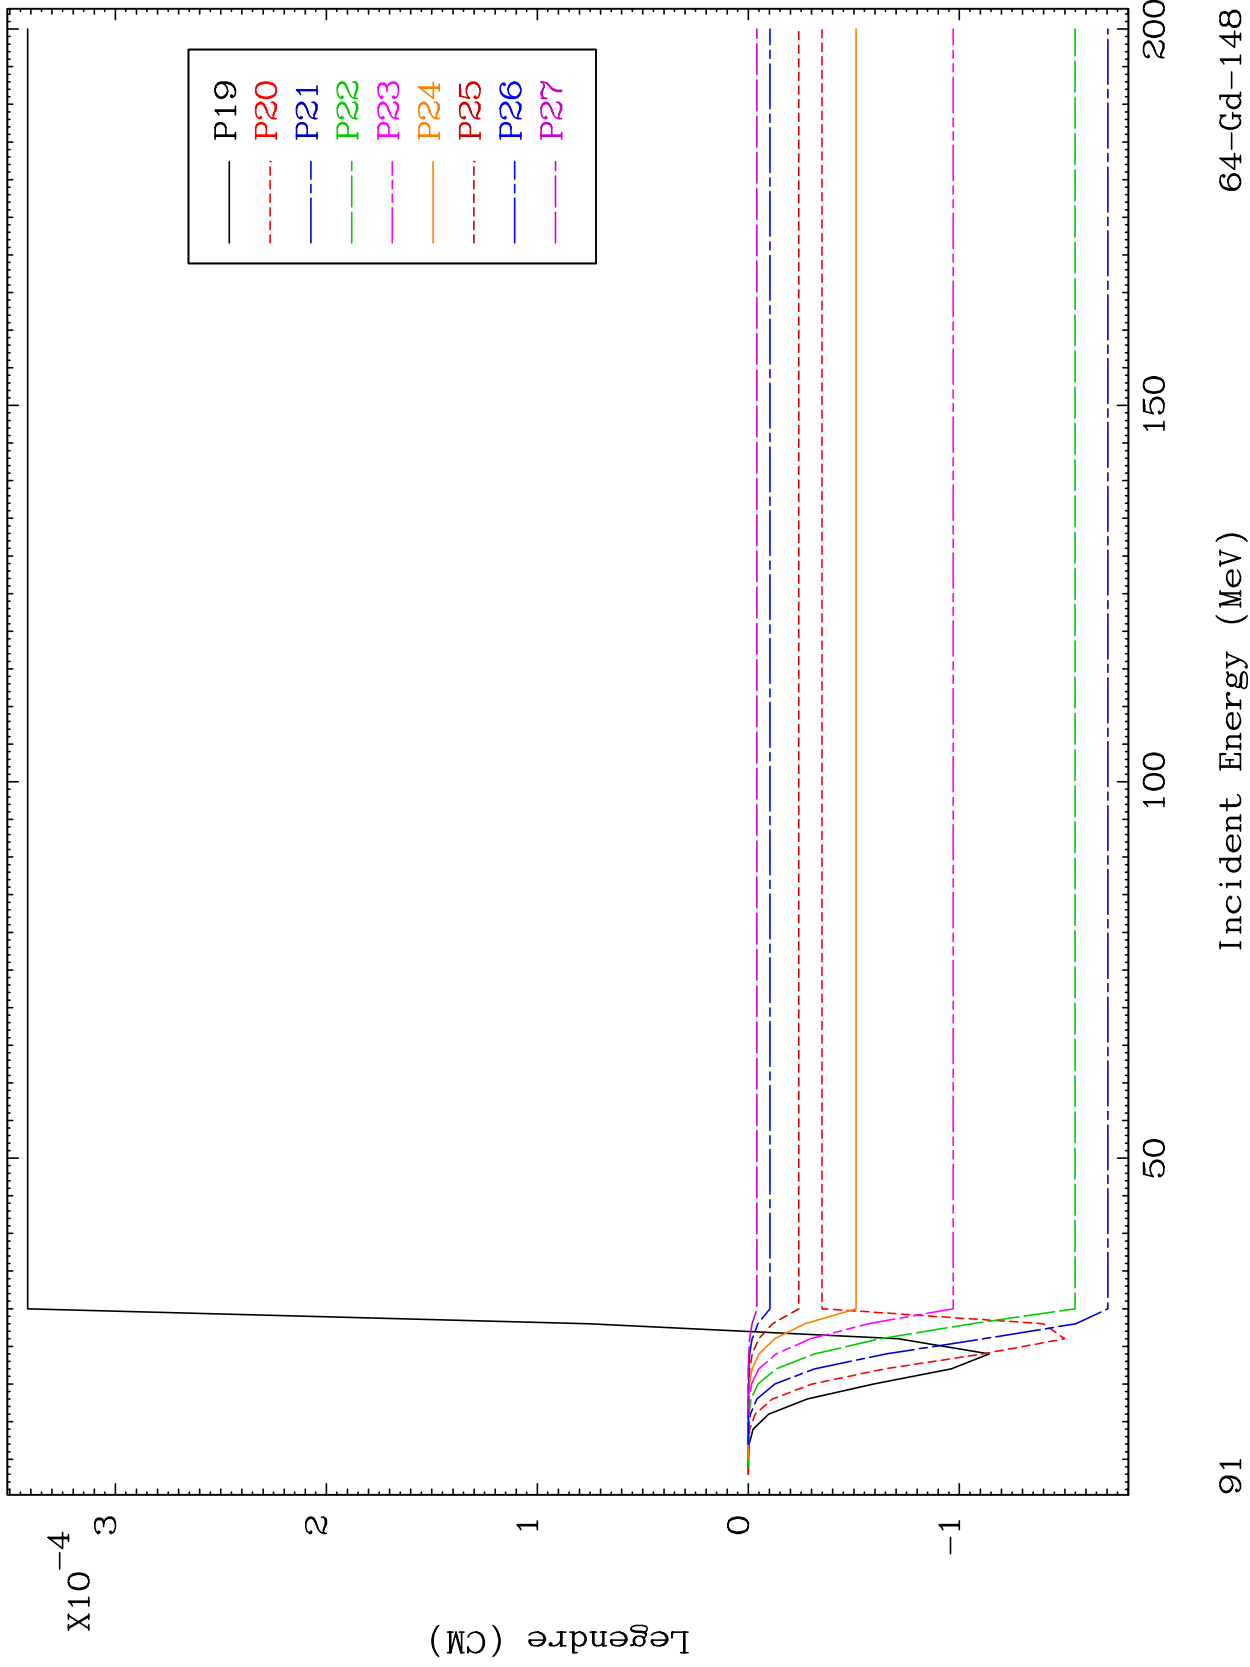 X10-4
3
2
1
0
-1
Legendre (CM)
P19
P20
P21
P22
P23
P24
P25
P26
P27
50
100
150
200
Incident Energy (MeV)
91
64-Gd-148